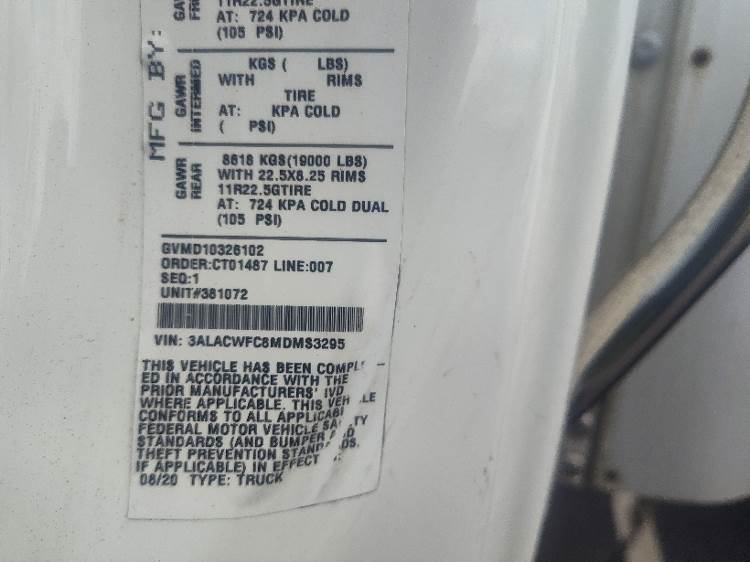 11R22.5GTIRE
AT: 724 KPA COLD
(105 PSI)
MFG BY:
GAWR
INTERMED
KGS ( LBS)
WITH RIMS
TIRE
AT: KPA COLD
( PSI)
GAWR
REAR
8618 KGS(19000 LBS)
WITH 22.5X8.25 RIMS
11R22.5GTIRE
AT: 724 KPA COLD DUAL
(105 PSI)
GVMD10326102
ORDER:CT01487 LINE:007
SEQ:1
UNIT#381072
VIN: 3ALACWFC8MDMS3295
THIS VEHICLE HAS BEEN COMPL
ED IN ACCORDANCE WITH THE
PRIOR MANUFACTURERS' IVD
WHERE APPLICABLE. THIS VEH LE
CONFORMS TO ALL APPLICABL
FEDERAL MOTOR VEHICLE SA TY
STANDARDS (AND BUMPER A D
THEFT PREVENTION STAND DS,
IF APPLICABLE) IN EFFECT
08/20 TYPE: TRUCK